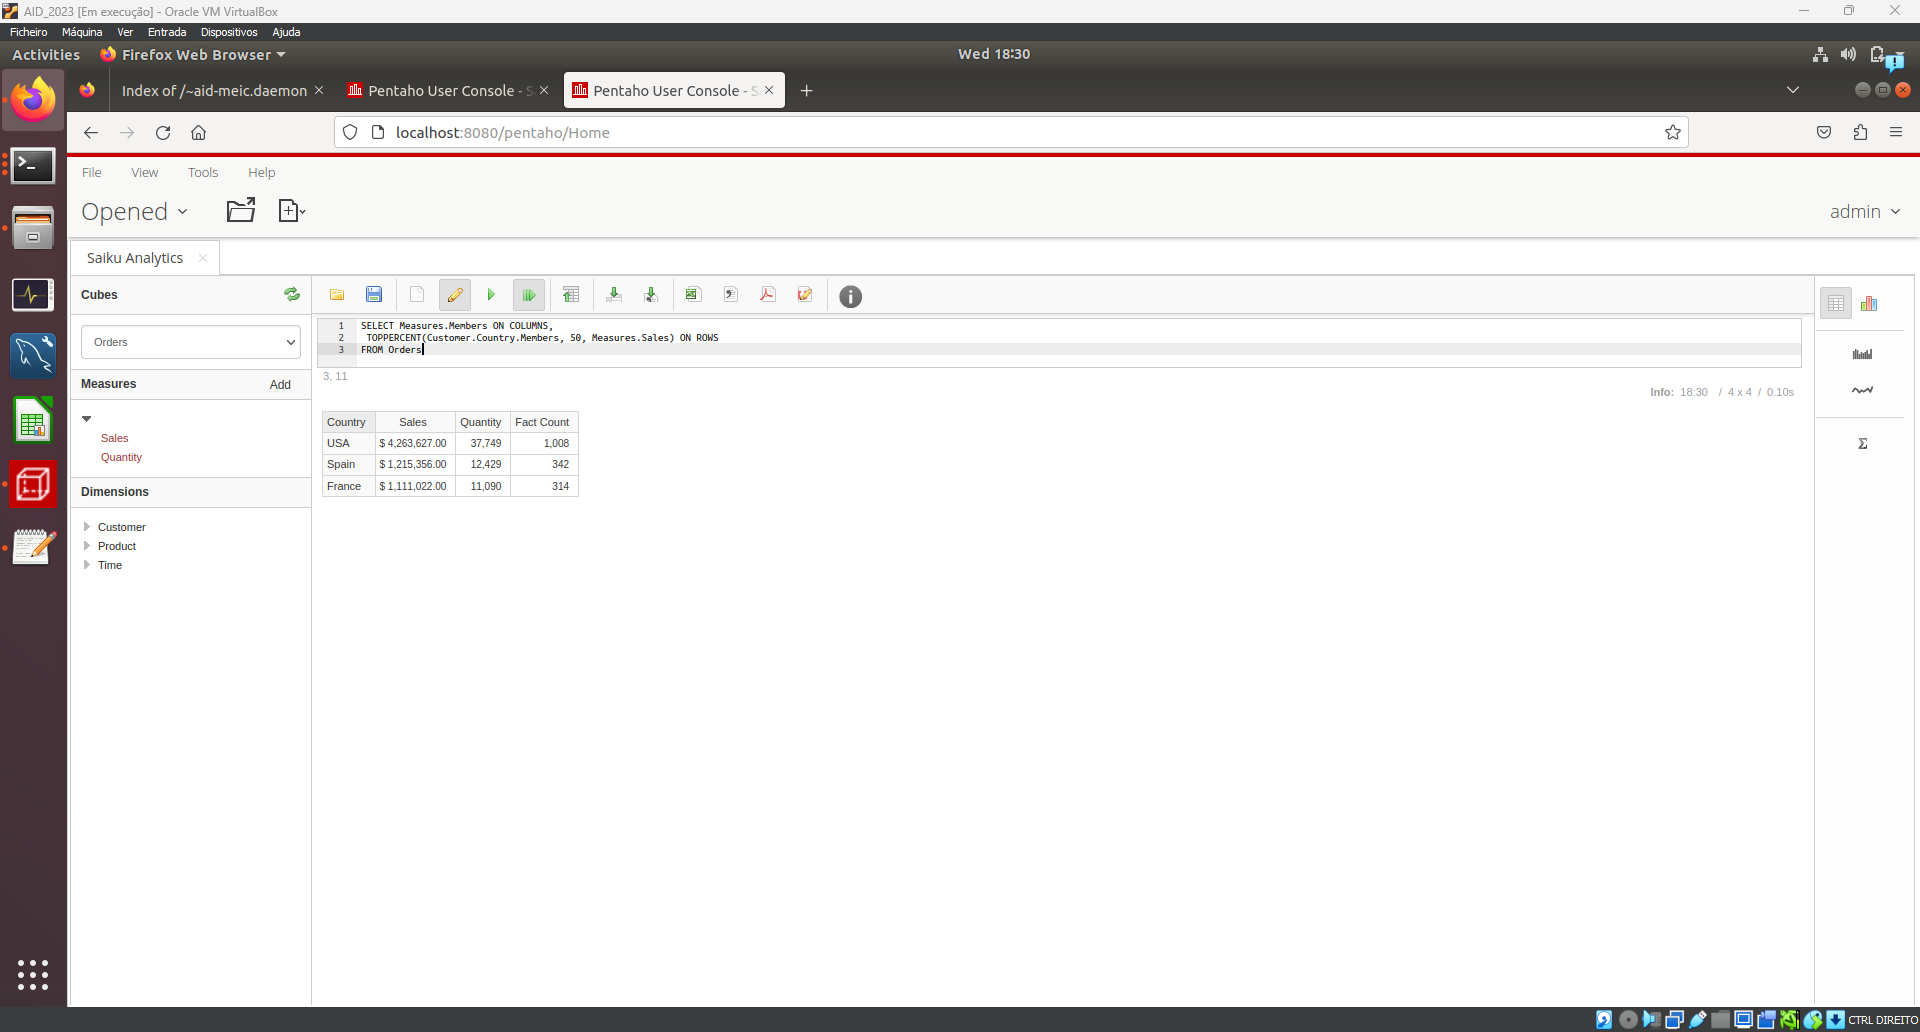 AID_2023 [Em execução] - Oracle VM VirtualBox
Ficheiro Máquina Ver Entrada Dispositivos Ajuda
Activities Firefox Web Browser Wed 18:30
Index of /~aid-meic.daemon Pentaho User Console - S Pentaho User Console - S
localhost:8080/pentaho/Home
File View Tools Help
Opened admin
Saiku Analytics
Cubes
Orders
Measures Add
Sales
Quantity
Dimensions
Customer
Product
Time
1 SELECT Measures.Members ON COLUMNS,
2 TOPPERCENT(Customer.Country.Members, 50, Measures.Sales) ON ROWS
3 FROM Orders
3, 11
Info: 18:30 / 4 x 4 / 0.10s
Country Sales Quantity Fact Count
USA $ 4,263,627.00 37,749 1,008
Spain $ 1,215,356.00 12,429 342
France $ 1,111,022.00 11,090 314
Σ
CTRL DIREITO